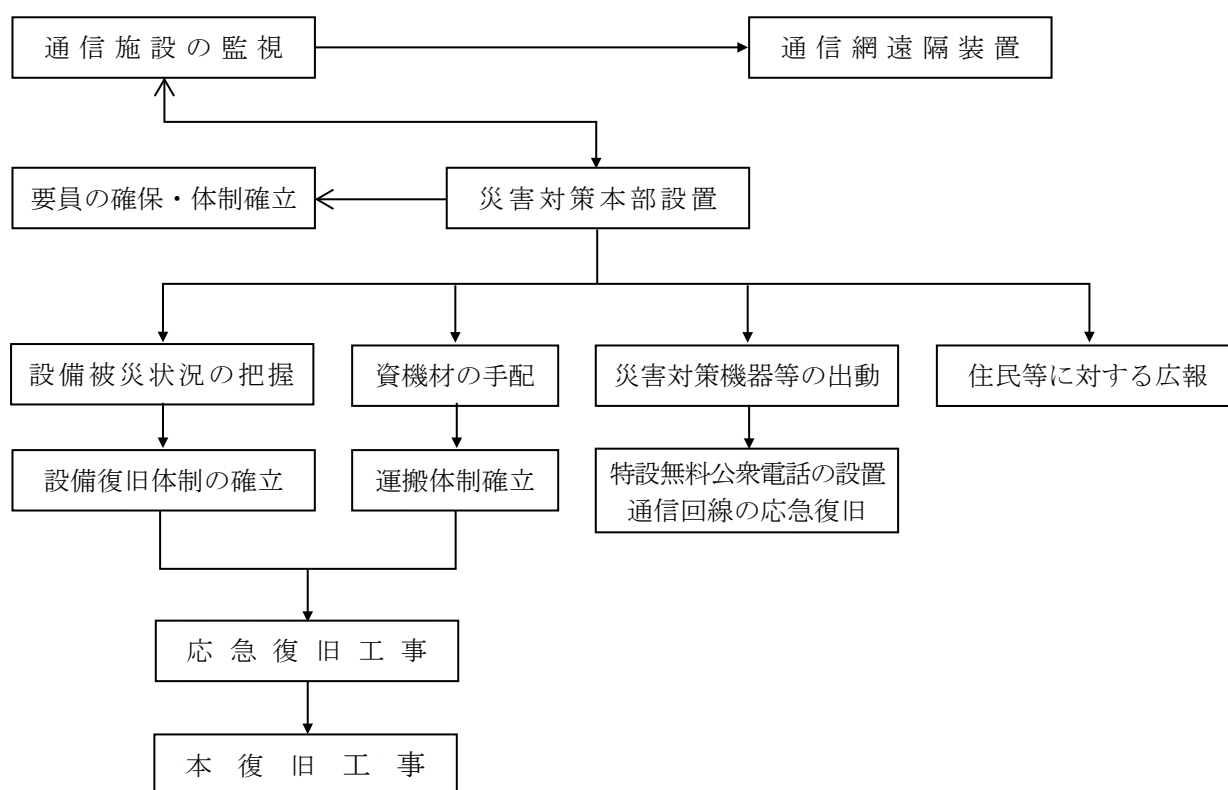 通信施設の監視
通信網遠隔装置
要員の確保・体制確立
災害対策本部設置
設備被災状況の把握
資機材の手配
災害対策機器等の出動
住民等に対する広報
設備復旧体制の確立
運搬体制確立
特設無料公衆電話の設置
通信回線の応急復旧
応急復旧工事
本復旧工事